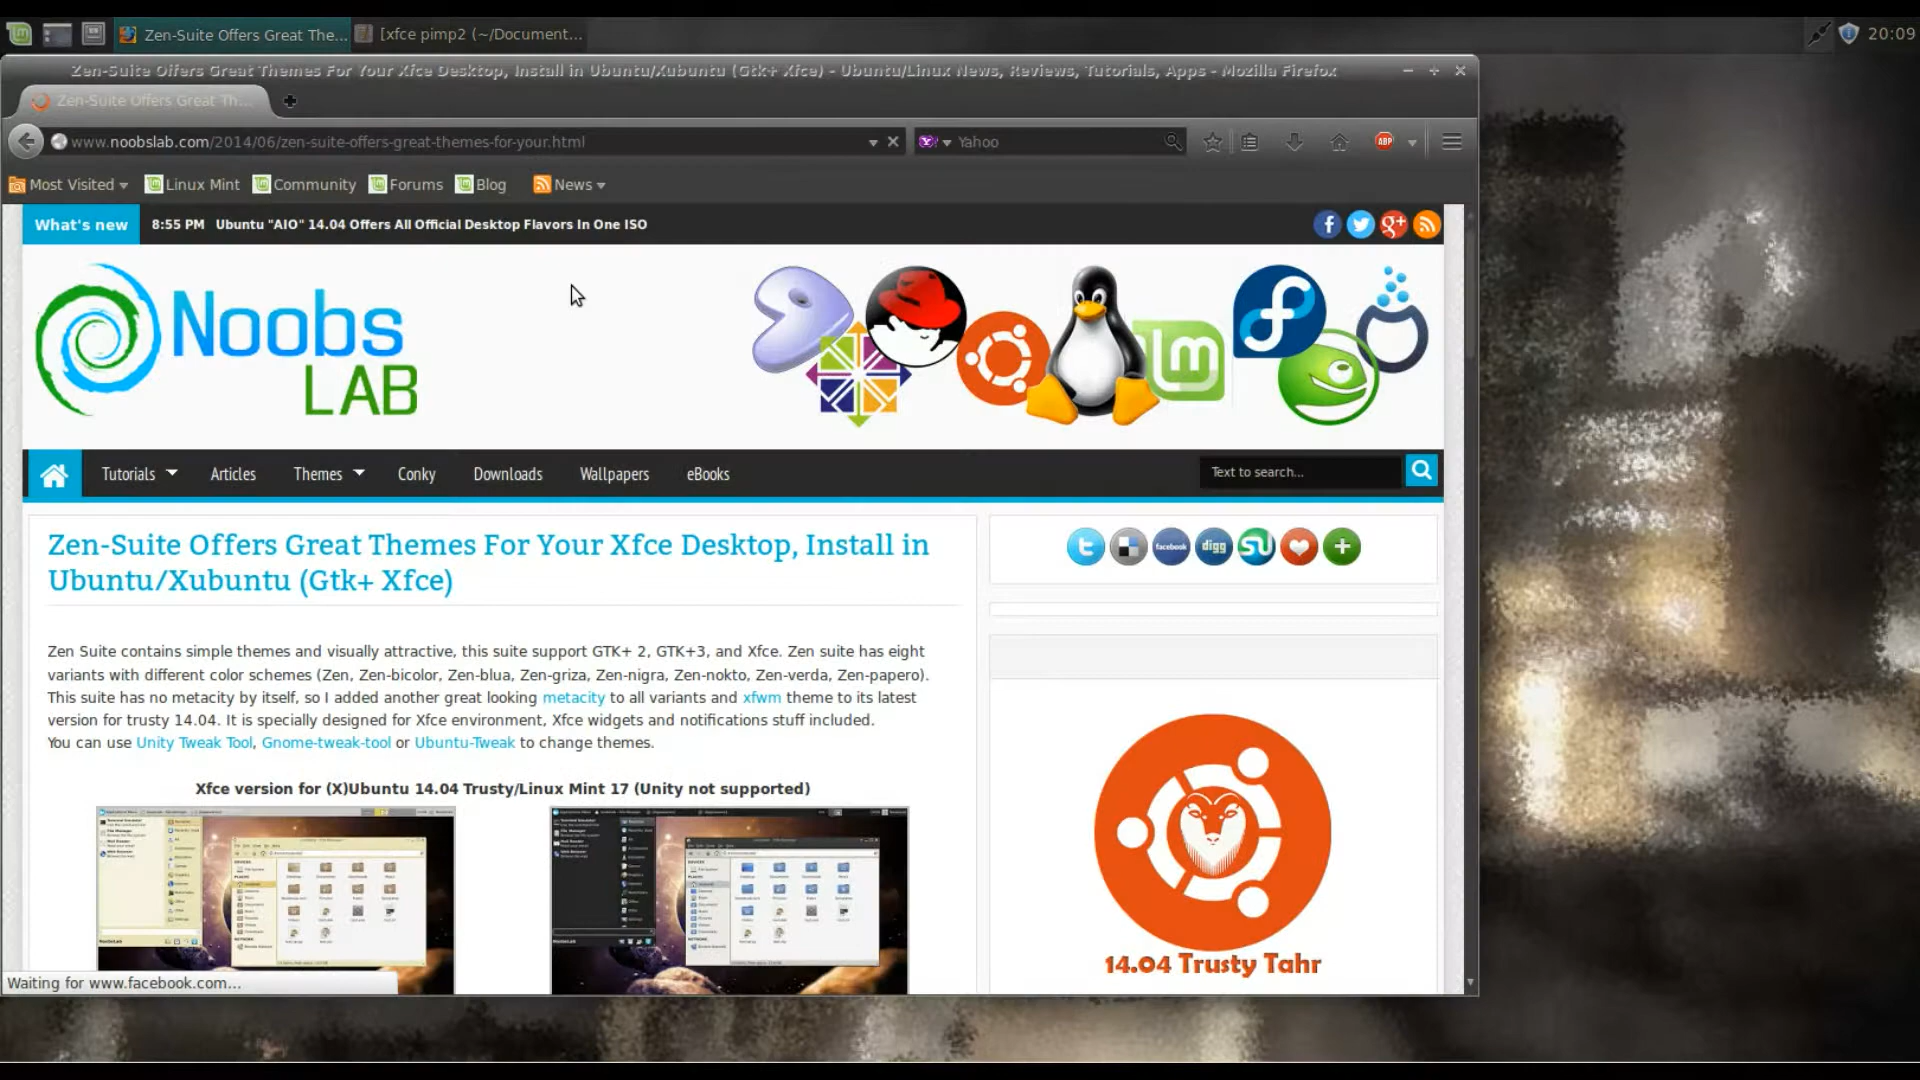 Zen-Suite Offers Great The...
[xfce pimp2 (~/Document...
20:09
Zen-Suite Offers Great Themes For Your Xfce Desktop, Install in Ubuntu/Xubuntu (Gtk+ Xfce) - Ubuntu/Linux News, Reviews, Tutorials, Apps - Mozilla Firefox
Zen-Suite Offers Great Th...
www.noobslab.com/2014/06/zen-suite-offers-great-themes-for-your.html
Yahoo
ABP
Most Visited
Linux Mint
Community
Forums
Blog
News
What's new
8:55 PM Ubuntu "AIO" 14.04 Offers All Official Desktop Flavors In One ISO
Noobs
LAB
Tutorials
Articles
Themes
Conky
Downloads
Wallpapers
eBooks
Text to search...
Zen-Suite Offers Great Themes For Your Xfce Desktop, Install in
Ubuntu/Xubuntu (Gtk+ Xfce)
facebook
digg
Zen Suite contains simple themes and visually attractive, this suite support GTK+ 2, GTK+3, and Xfce. Zen suite has eight
variants with different color schemes (Zen, Zen-bicolor, Zen-blua, Zen-griza, Zen-nigra, Zen-nokto, Zen-verda, Zen-papero).
This suite has no metacity by itself, so I added another great looking metacity to all variants and xfwm theme to its latest
version for trusty 14.04. It is specially designed for Xfce environment, Xfce widgets and notifications stuff included.
You can use Unity Tweak Tool, Gnome-tweak-tool or Ubuntu-Tweak to change themes.
Xfce version for (X)Ubuntu 14.04 Trusty/Linux Mint 17 (Unity not supported)
14.04 Trusty Tahr
Waiting for www.facebook.com...